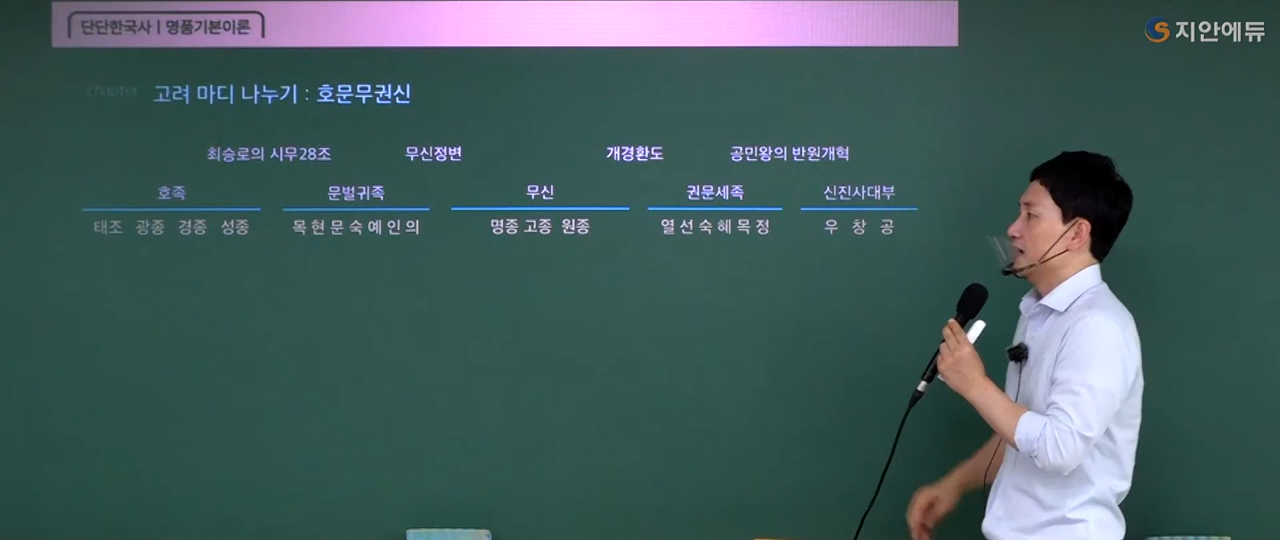 단단한국사 | 명품기본이론
지안에듀
chapter 고려 마디 나누기 : 호문무권신
최승로의 시무28조 무신정변 개경환도 공민왕의 반원개혁
호족 문벌귀족 무신 권문세족 신진사대부
태조 광종 경종 성종 목현문숙예인의 명종 고종 원종 열선숙혜목정 우 창 공